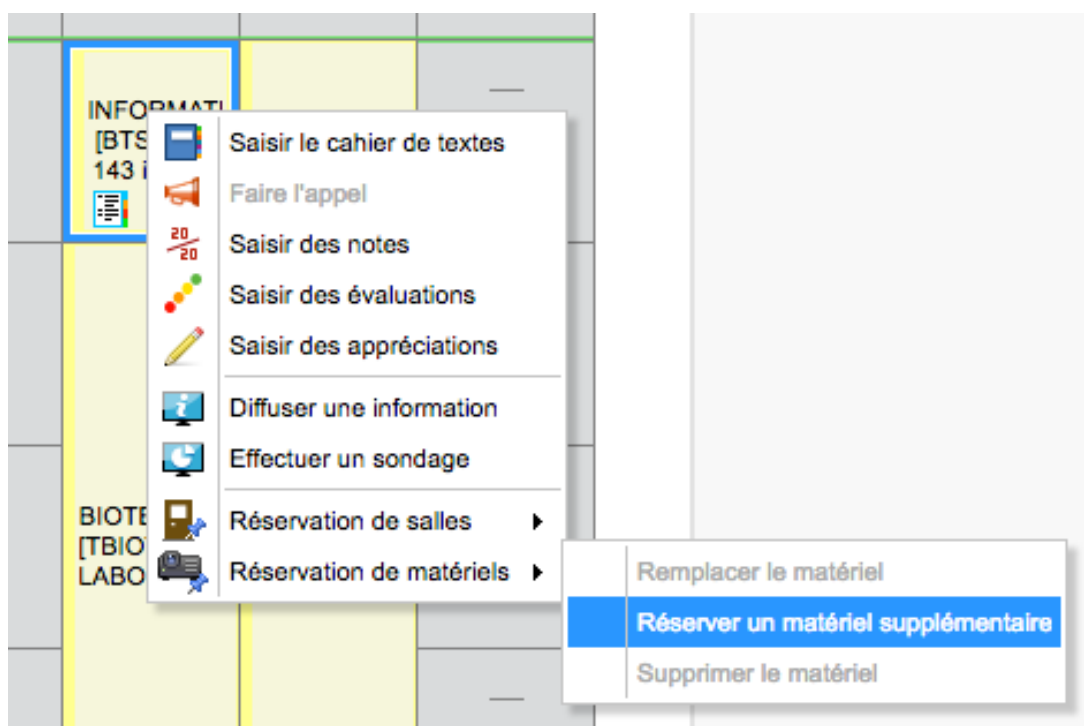 INFORMATI
[BTS
143 i
Saisir le cahier de textes
Faire l'appel
20
20
Saisir des notes
Saisir des évaluations
Saisir des appréciations
Diffuser une information
Effectuer un sondage
Réservation de salles
Réservation de matériels
BIOTE
[TBIO
LABO
Remplacer le matériel
Réserver un matériel supplémentaire
Supprimer le matériel